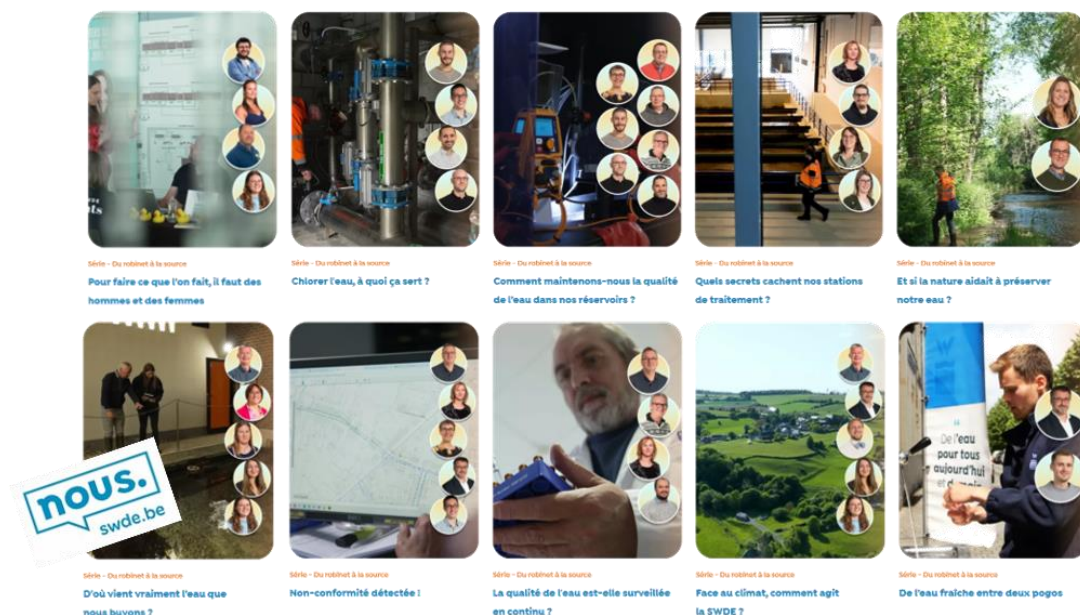 Série - Du robinet à la source
Pour faire ce que l'on fait, il faut des
hommes et des femmes
Série - Du robinet à la source
Chlorer l'eau, à quoi ça sert ?
Série - Du robinet à la source
Comment maintenons-nous la qualité
de l'eau dans nos réservoirs ?
Série - Du robinet à la source
Quels secrets cachent nos stations
de traitement ?
Série - Du robinet à la source
Et si la nature aidait à préserver
notre eau ?
nous.
swde.be
Série - Du robinet à la source
D'où vient vraiment l'eau que
nous buvons ?
Série - Du robinet à la source
Non-conformité détectée !
Série - Du robinet à la source
La qualité de l'eau est-elle surveillée
en continu ?
Série - Du robinet à la source
Face au climat, comment agit
la SWDE ?
De l'eau
pour tous
aujourd'hui
et
Série - Du robinet à la source
De l'eau fraîche entre deux pogos